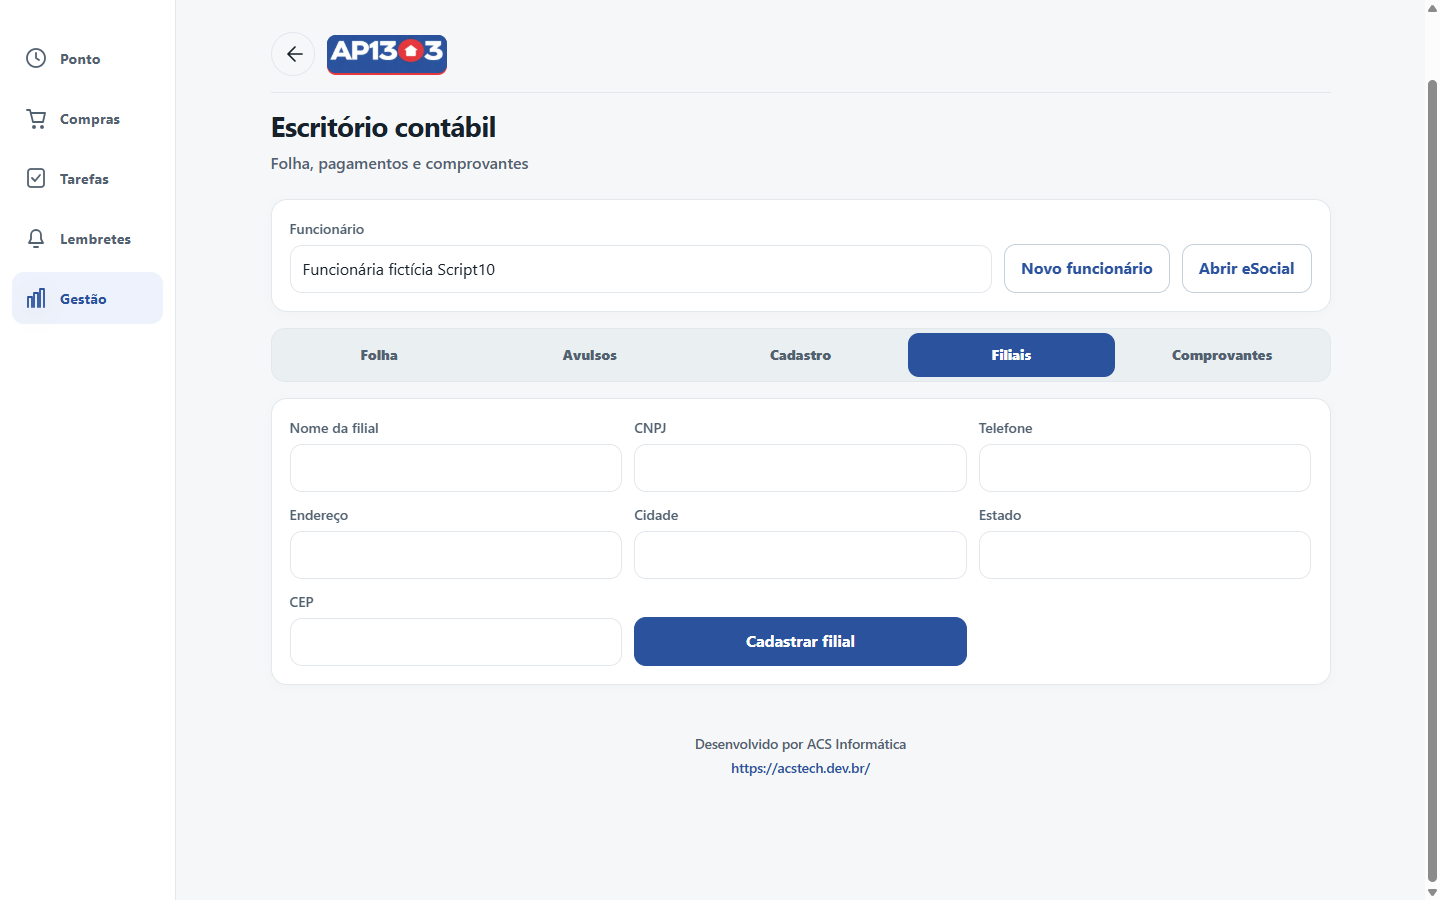 Ponto
Compras
Tarefas
Lembretes
Gestão
AP1303
Escritório contábil
Folha, pagamentos e comprovantes
Funcionário
Funcionária fictícia Script10
Novo funcionário
Abrir eSocial
Folha
Avulsos
Cadastro
Filiais
Comprovantes
Nome da filial
CNPJ
Telefone
Endereço
Cidade
Estado
CEP
Cadastrar filial
Desenvolvido por ACS Informática
https://acstech.dev.br/